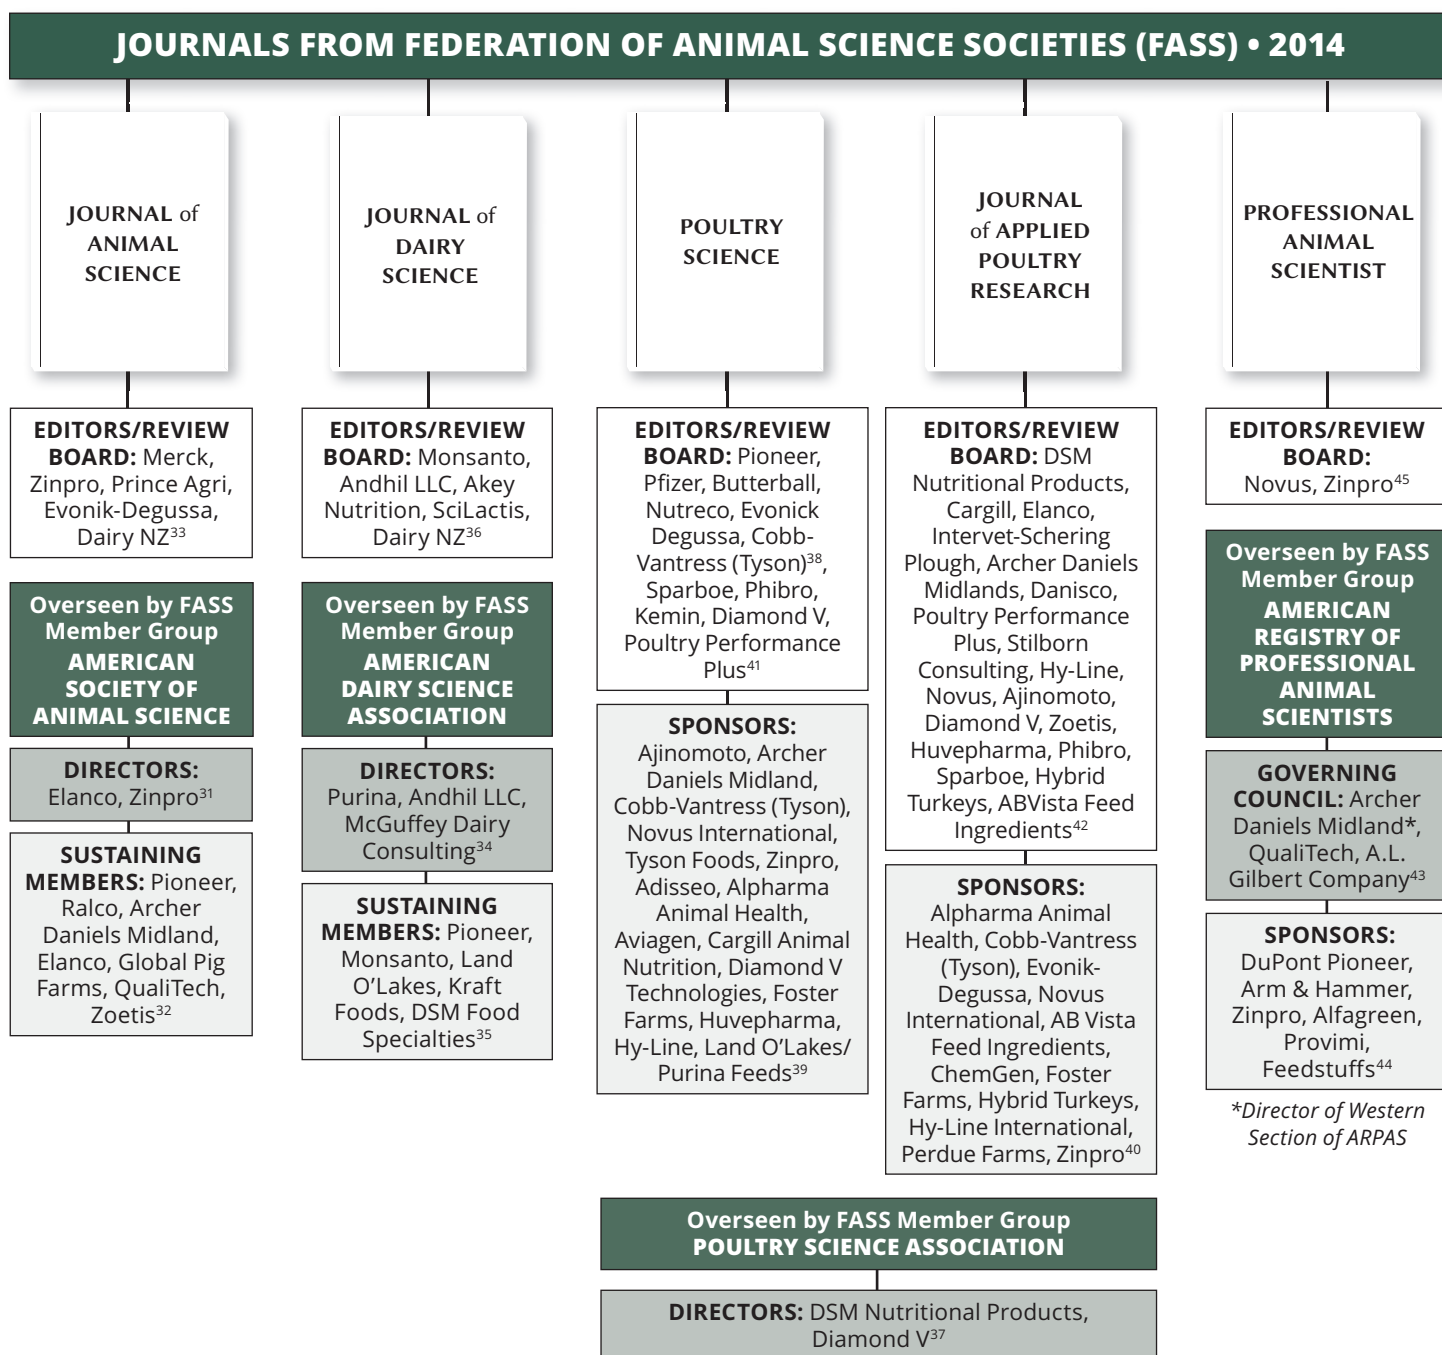 JOURNALS FROM FEDERATION OF ANIMAL SCIENCE SOCIETIES (FASS) • 2014
JOURNAL of
ANIMAL
SCIENCE
EDITORS/REVIEW
BOARD: Merck,
Zinpro, Prince Agri,
Evonik-Degussa,
Dairy NZ33
Overseen by FASS
Member Group
AMERICAN
SOCIETY OF
ANIMAL SCIENCE
DIRECTORS:
Elanco, Zinpro31
SUSTAINING
MEMBERS: Pioneer,
Ralco, Archer
Daniels Midland,
Elanco, Global Pig
Farms, QualiTech,
Zoetis32
JOURNAL of
DAIRY
SCIENCE
EDITORS/REVIEW
BOARD: Monsanto,
Andhil LLC, Akey
Nutrition, SciLactis,
Dairy NZ36
Overseen by FASS
Member Group
AMERICAN
DAIRY SCIENCE
ASSOCIATION
DIRECTORS:
Purina, Andhil LLC,
McGuffey Dairy
Consulting34
SUSTAINING
MEMBERS: Pioneer,
Monsanto, Land
O'Lakes, Kraft
Foods, DSM Food
Specialties35
POULTRY
SCIENCE
EDITORS/REVIEW
BOARD: Pioneer,
Pfizer, Butterball,
Nutreco, Evonick
Degussa, Cobb-
Vantress (Tyson)38,
Sparboe, Phibro,
Kemin, Diamond V,
Poultry Performance
Plus41
SPONSORS:
Ajinomoto, Archer
Daniels Midland,
Cobb-Vantress (Tyson),
Novus International,
Tyson Foods, Zinpro,
Adisseo, Alpharma
Animal Health,
Aviagen, Cargill Animal
Nutrition, Diamond V
Technologies, Foster
Farms, Huvepharma,
Hy-Line, Land O'Lakes/
Purina Feeds39
JOURNAL
of APPLIED
POULTRY
RESEARCH
EDITORS/REVIEW
BOARD: DSM
Nutritional Products,
Cargill, Elanco,
Intervet-Schering
Plough, Archer Daniels
Midlands, Danisco,
Poultry Performance
Plus, Stilborn
Consulting, Hy-Line,
Novus, Ajinomoto,
Diamond V, Zoetis,
Huvepharma, Phibro,
Sparboe, Hybrid
Turkeys, ABVista Feed
Ingredients42
SPONSORS:
Alpharma Animal
Health, Cobb-Vantress
(Tyson), Evonik-
Degussa, Novus
International, AB Vista
Feed Ingredients,
ChemGen, Foster
Farms, Hybrid Turkeys,
Hy-Line International,
Perdue Farms, Zinpro40
Overseen by FASS Member Group
POULTRY SCIENCE ASSOCIATION
DIRECTORS: DSM Nutritional Products,
Diamond V37
PROFESSIONAL
ANIMAL
SCIENTIST
EDITORS/REVIEW
BOARD:
Novus, Zinpro45
Overseen by FASS
Member Group
AMERICAN
REGISTRY OF
PROFESSIONAL
ANIMAL
SCIENTISTS
GOVERNING
COUNCIL: Archer
Daniels Midland*,
QualiTech, A.L.
Gilbert Company43
SPONSORS:
DuPont Pioneer,
Arm & Hammer,
Zinpro, Alfagreen,
Provimi,
Feedstuffs44
*Director of Western
Section of ARPAS